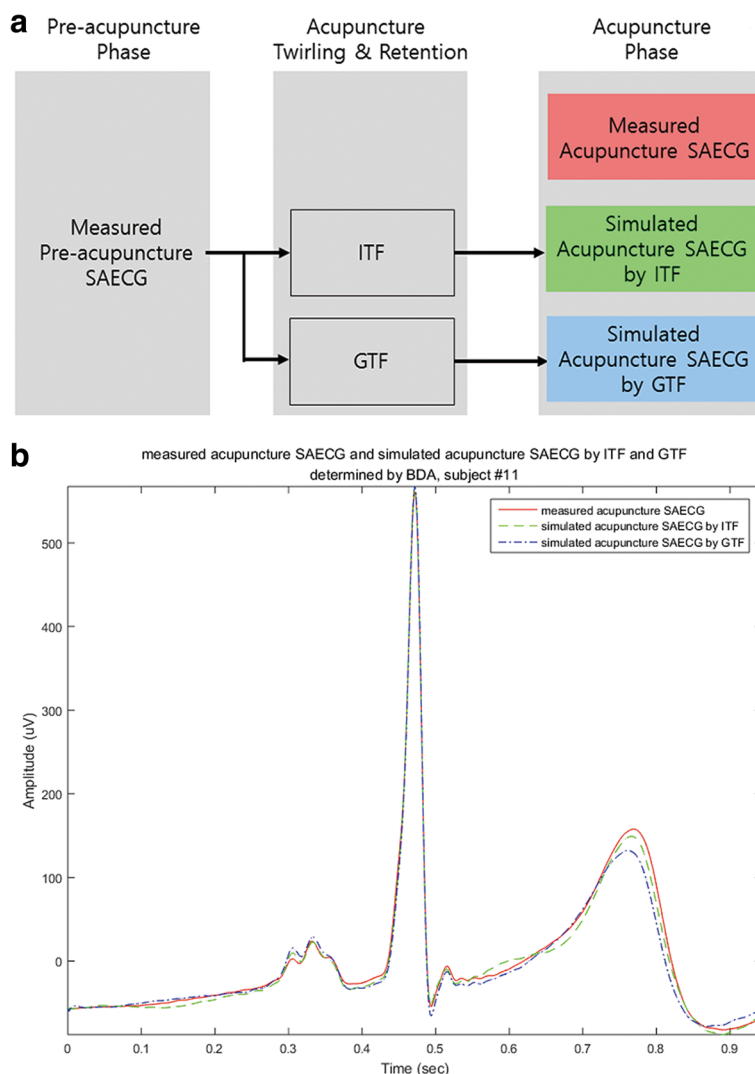 a
Pre-acupuncture
Phase
Acupuncture
Twirling & Retention
Acupuncture
Phase
Measured
Pre-acupuncture
SAECG
ITF
GTF
Measured
Acupuncture SAECG
Simulated
Acupuncture SAECG
by ITF
Simulated
Acupuncture SAECG
by GTF
b
measured acupuncture SAECG and simulated acupuncture SAECG by ITF and GTF
determined by BDA, subject #11
measured acupuncture SAECG
simulated acupuncture SAECG by ITF
simulated acupuncture SAECG by GTF
Amplitude (uV)
500
400
300
200
100
0
0 0.1 0.2 0.3 0.4 0.5 0.6 0.7 0.8 0.9
Time (sec)